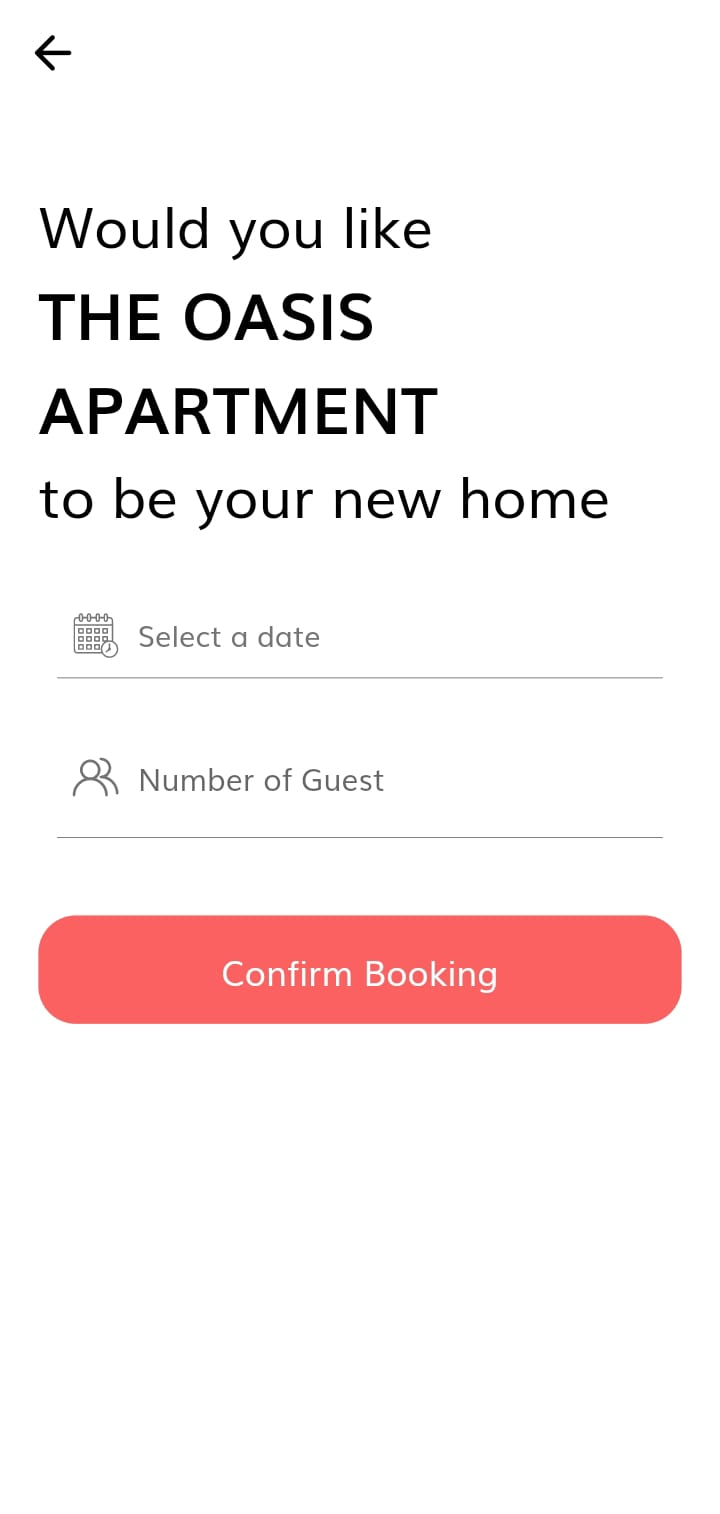 Would you like
THE OASIS
APARTMENT
to be your new home
Select a date
Number of Guest
Confirm Booking